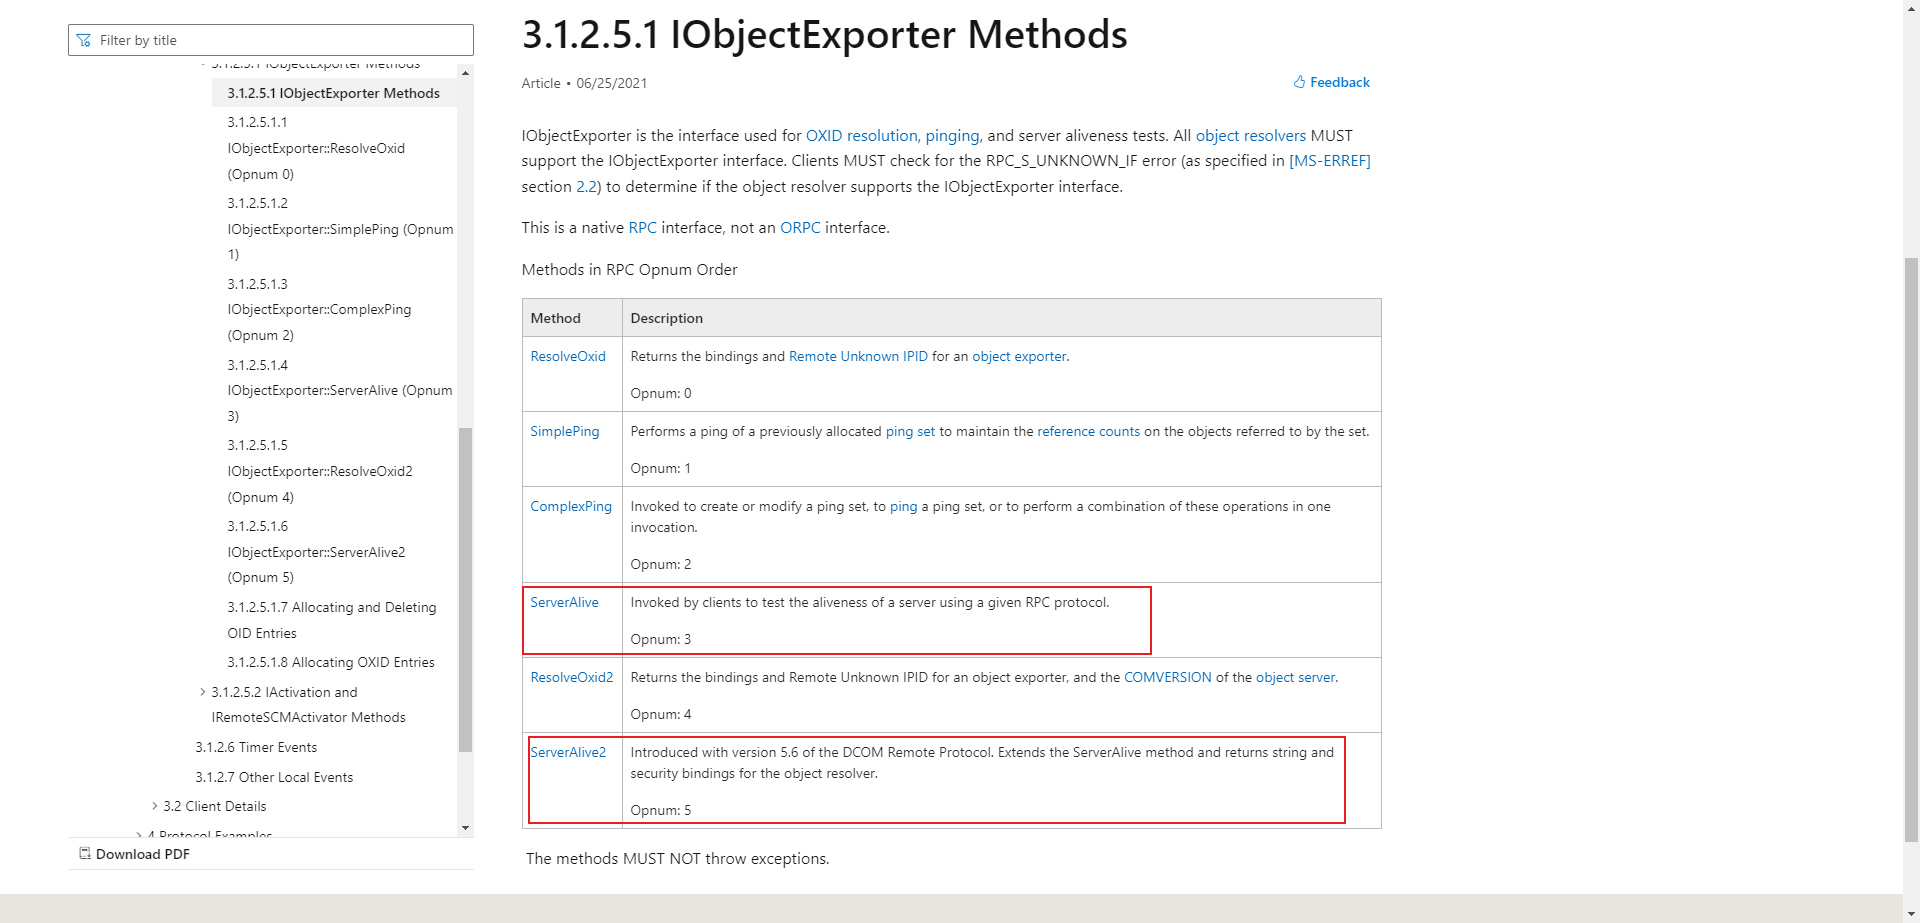 Filter by title
3.1.2.5.1 IObjectExporter Methods
3.1.2.5.1 IObjectExporter Methods
3.1.2.5.1.1
IObjectExporter::ResolveOxid
(Opnum 0)
3.1.2.5.1.2
IObjectExporter::SimplePing (Opnum
1)
3.1.2.5.1.3
IObjectExporter::ComplexPing
(Opnum 2)
3.1.2.5.1.4
IObjectExporter::ServerAlive (Opnum
3)
3.1.2.5.1.5
IObjectExporter::ResolveOxid2
(Opnum 4)
3.1.2.5.1.6
IObjectExporter::ServerAlive2
(Opnum 5)
3.1.2.5.1.7 Allocating and Deleting
OID Entries
3.1.2.5.1.8 Allocating OXID Entries
3.1.2.5.2 IActivation and
IRemoteSCMActivator Methods
3.1.2.6 Timer Events
3.1.2.7 Other Local Events
3.2 Client Details
4 Protocol Examples
Download PDF
3.1.2.5.1 IObjectExporter Methods
Article • 06/25/2021
Feedback
IObjectExporter is the interface used for OXID resolution, pinging, and server aliveness tests. All object resolvers MUST
support the IObjectExporter interface. Clients MUST check for the RPC_S_UNKNOWN_IF error (as specified in [MS-ERREF]
section 2.2) to determine if the object resolver supports the IObjectExporter interface.
This is a native RPC interface, not an ORPC interface.
Methods in RPC Opnum Order
Method Description
ResolveOxid Returns the bindings and Remote Unknown IPID for an object exporter.
Opnum: 0
SimplePing Performs a ping of a previously allocated ping set to maintain the reference counts on the objects referred to by the set.
Opnum: 1
ComplexPing Invoked to create or modify a ping set, to ping a ping set, or to perform a combination of these operations in one
invocation.
Opnum: 2
ServerAlive Invoked by clients to test the aliveness of a server using a given RPC protocol.
Opnum: 3
ResolveOxid2 Returns the bindings and Remote Unknown IPID for an object exporter, and the COMVERSION of the object server.
Opnum: 4
ServerAlive2 Introduced with version 5.6 of the DCOM Remote Protocol. Extends the ServerAlive method and returns string and
security bindings for the object resolver.
Opnum: 5
The methods MUST NOT throw exceptions.